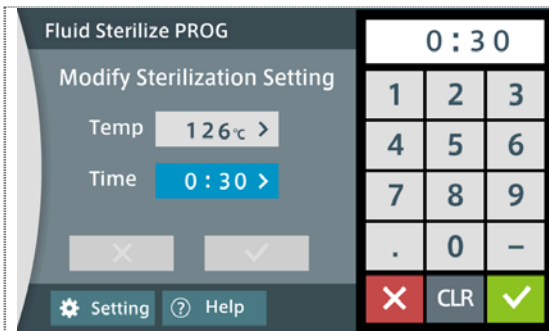 Fluid Sterilize PROG
Modify Sterilization Setting
Temp 126℃ >
Time 0:30 >
Setting ? Help
0:30
1 2 3
4 5 6
7 8 9
. 0 -
CLR